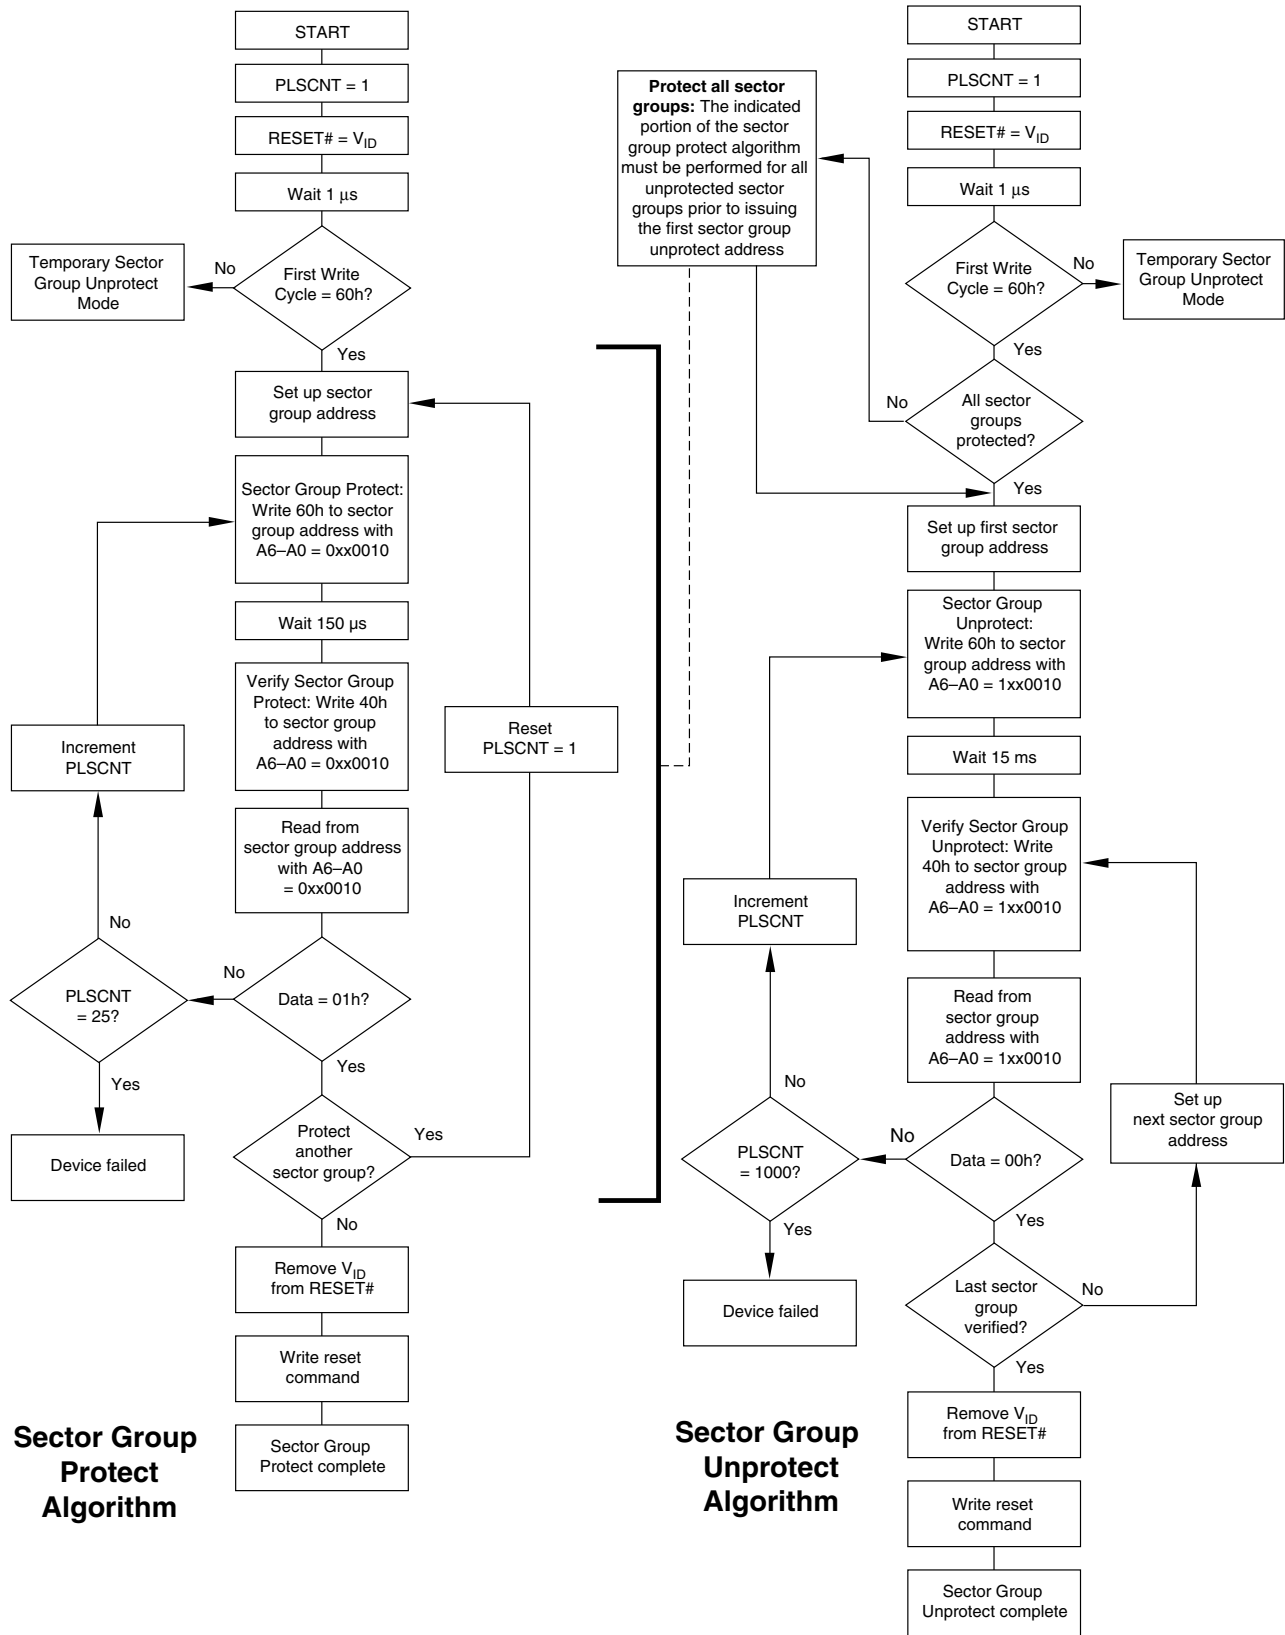 START
PLSCNT = 1
RESET# = VID
Wait 1 μs
First Write
Cycle = 60h?
No
Temporary Sector
Group Unprotect
Mode
Yes
Set up sector
group address
Sector Group Protect:
Write 60h to sector
group address with
A6–A0 = 0xx0010
Wait 150 µs
Verify Sector Group
Protect: Write 40h
to sector group
address with
A6–A0 = 0xx0010
Reset
PLSCNT = 1
Increment
PLSCNT
Read from
sector group address
with A6–A0
= 0xx0010
No
No
PLSCNT
= 25?
Data = 01h?
Yes
Yes
Device failed
Protect
another
sector group?
Yes
No
Remove VID
from RESET#
Write reset
command
Sector Group
Protect complete
Sector Group
Protect
Algorithm
Protect all sector
groups: The indicated
portion of the sector
group protect algorithm
must be performed for all
unprotected sector
groups prior to issuing
the first sector group
unprotect address
START
PLSCNT = 1
RESET# = VID
Wait 1 μs
First Write
Cycle = 60h?
No
Temporary Sector
Group Unprotect
Mode
Yes
No
All sector
groups
protected?
Yes
Set up first sector
group address
Sector Group
Unprotect:
Write 60h to sector
group address with
A6–A0 = 1xx0010
Wait 15 ms
Verify Sector Group
Unprotect: Write
40h to sector group
address with
A6–A0 = 1xx0010
Increment
PLSCNT
Read from
sector group
address with
A6–A0 = 1xx0010
No
No
PLSCNT
= 1000?
Data = 00h?
Set up
next sector group
address
Yes
Yes
Device failed
Last sector
group
verified?
No
Yes
Remove VID
from RESET#
Write reset
command
Sector Group
Unprotect complete
Sector Group
Unprotect
Algorithm